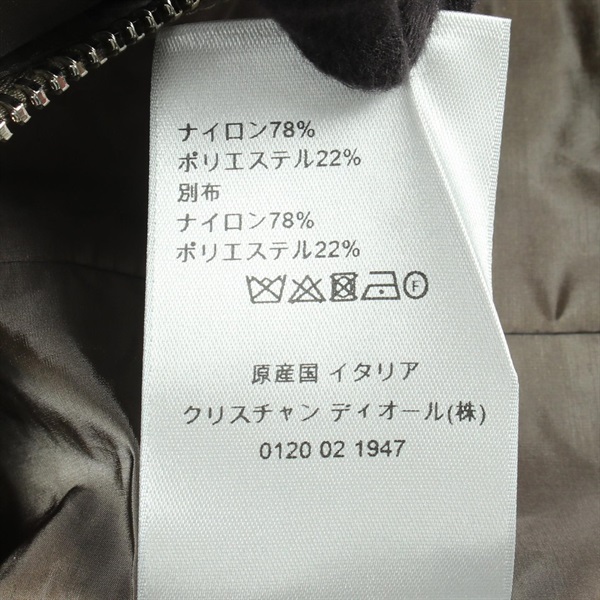 ナイロン78%
ポリエステル22%
別布
ナイロン78%
ポリエステル22%
F
原産国 イタリア
クリスチャン ディオール(株)
0120 02 1947